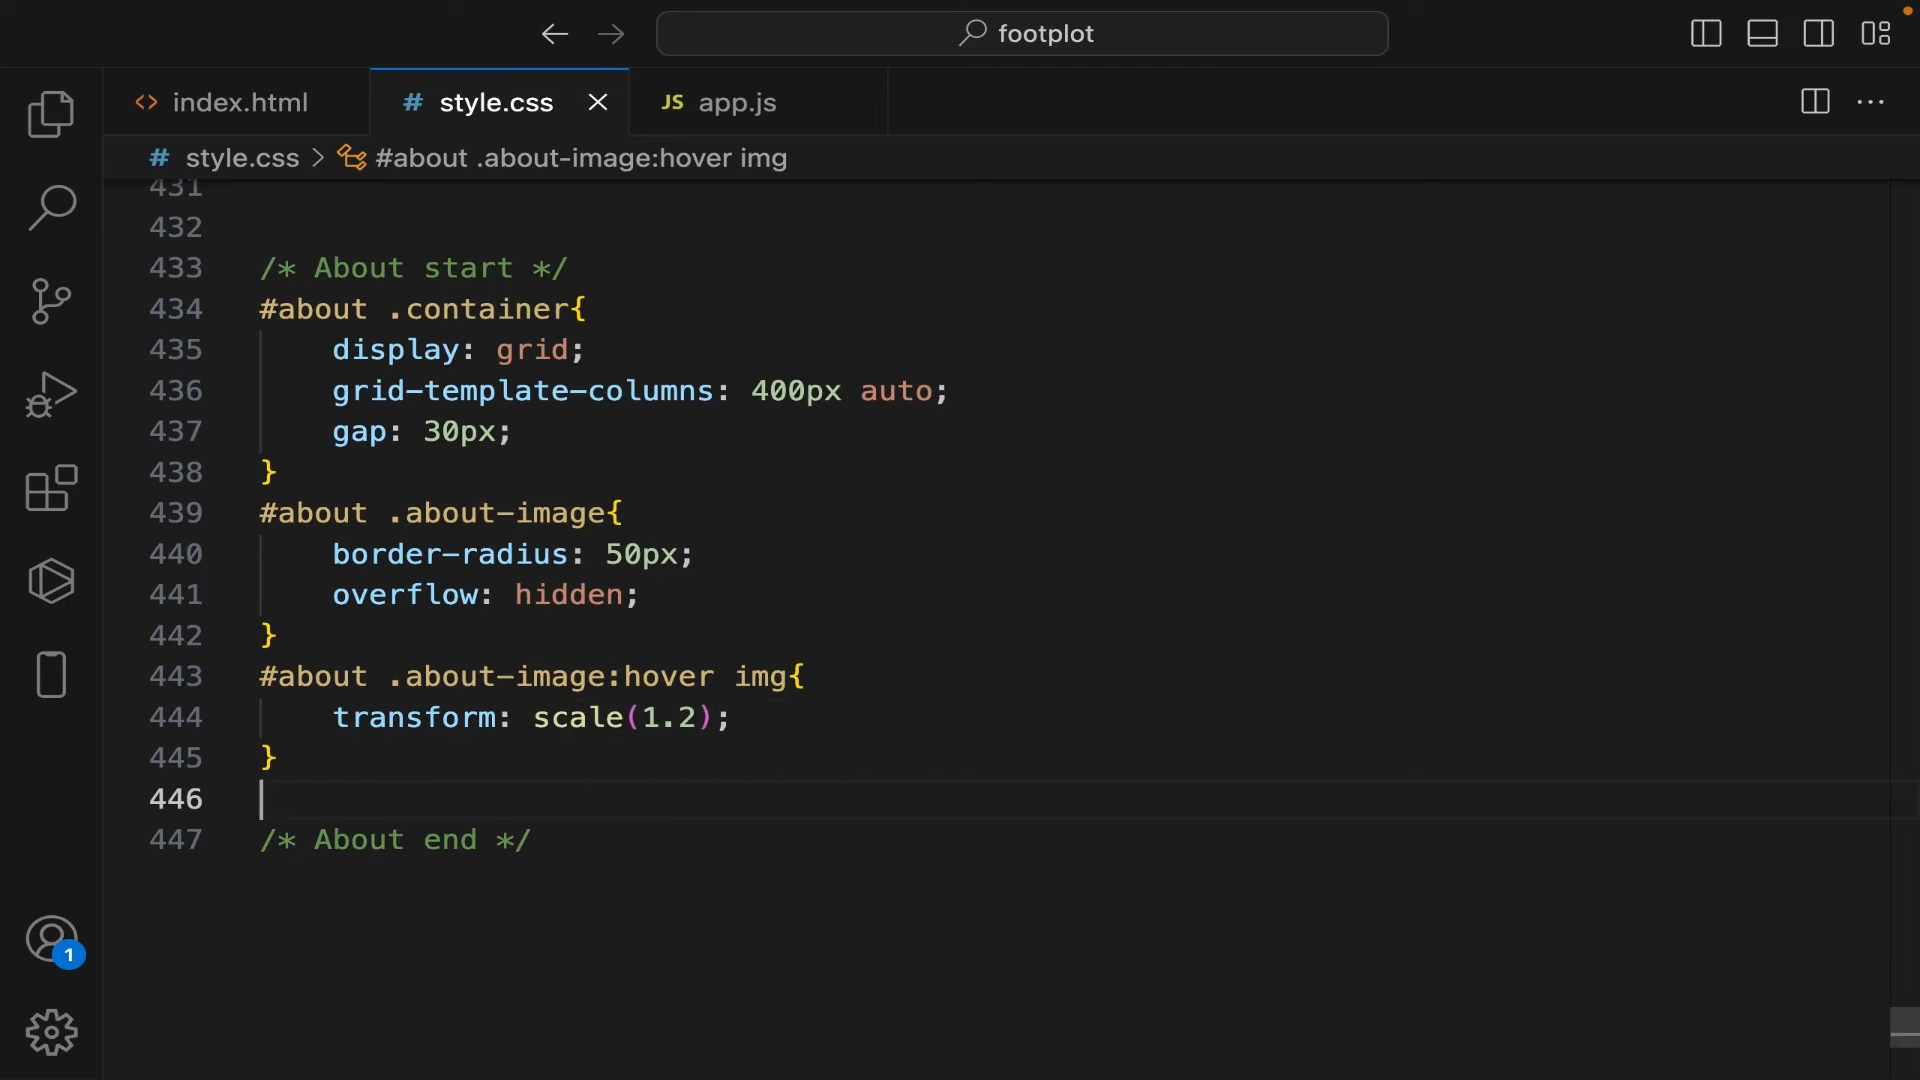 footplot
<> index.html
# style.css
JS app.js
# style.css > #about .about-image:hover img
431
432
433 /* About start */
434 #about .container{
435 display: grid;
436 grid-template-columns: 400px auto;
437 gap: 30px;
438 }
439 #about .about-image{
440 border-radius: 50px;
441 overflow: hidden;
442 }
443 #about .about-image:hover img{
444 transform: scale(1.2);
445 }
446
447 /* About end */
1